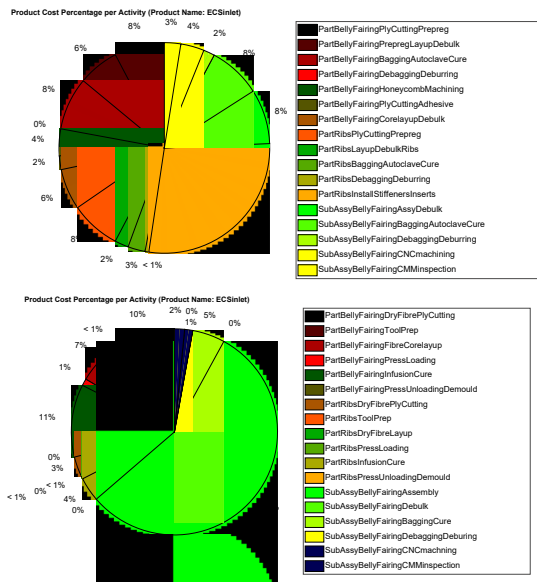 Product Cost Percentage per Activity (Product Name: ECSinlet)
3%
4%
2%
8%
8%
8%
6%
8%
0%
4%
2%
6%
8%
2%
3%
< 1%
PartBellyFairingPlyCuttingPrepreg
PartBellyFairingPrepregLayupDebulk
PartBellyFairingBaggingAutoclaveCure
PartBellyFairingDebaggingDeburring
PartBellyFairingHoneycombMachining
PartBellyFairingPlyCuttingAdhesive
PartBellyFairingCorelayupDebulk
PartRibsPlyCuttingPrepreg
PartRibsLayupDebulkRibs
PartRibsBaggingAutoclaveCure
PartRibsDebaggingDeburring
PartRibsInstallStiffenersInserts
SubAssyBellyFairingAssyDebulk
SubAssyBellyFairingBaggingAutoclaveCure
SubAssyBellyFairingDebaggingDeburring
SubAssyBellyFairingCNCmachining
SubAssyBellyFairingCMMinspection
Product Cost Percentage per Activity (Product Name: ECSinlet)
10%
2%
0%
1%
5%
0%
< 1%
7%
1%
11%
0%
3%
< 1%
0%
< 1%
4%
0%
PartBellyFairingDryFibrePlyCutting
PartBellyFairingToolPrep
PartBellyFairingFibreCorelayup
PartBellyFairingPressLoading
PartBellyFairingInfusionCure
PartBellyFairingPressUnloadingDemould
PartRibsDryFibrePlyCutting
PartRibsToolPrep
PartRibsDryFibreLayup
PartRibsPressLoading
PartRibsInfusionCure
PartRibsPressUnloadingDemould
SubAssyBellyFairingAssembly
SubAssyBellyFairingDebulk
SubAssyBellyFairingBaggingCure
SubAssyBellyFairingDebaggingDeburing
SubAssyBellyFairingCNCmachning
SubAssyBellyFairingCMMinspection